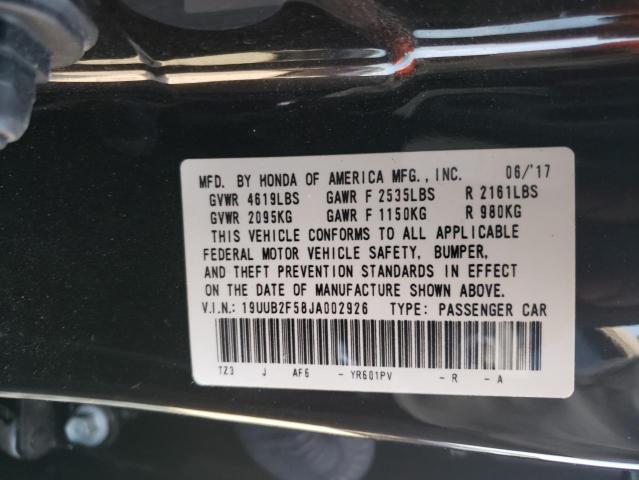 MFD. BY HONDA OF AMERICA MFG., INC. 06/'17
GVWR 4619LBS GAWR F 2535LBS R 2161LBS
GVWR 2095KG GAWR F 1150KG R 980KG
THIS VEHICLE CONFORMS TO ALL APPLICABLE
FEDERAL MOTOR VEHICLE SAFETY, BUMPER,
AND THEFT PREVENTION STANDARDS IN EFFECT
ON THE DATE OF MANUFACTURE SHOWN ABOVE.
V.I.N.: 19UUB2F58JA002926 TYPE: PASSENGER CAR
TZ3 J AF6 - YR601PV - R - A